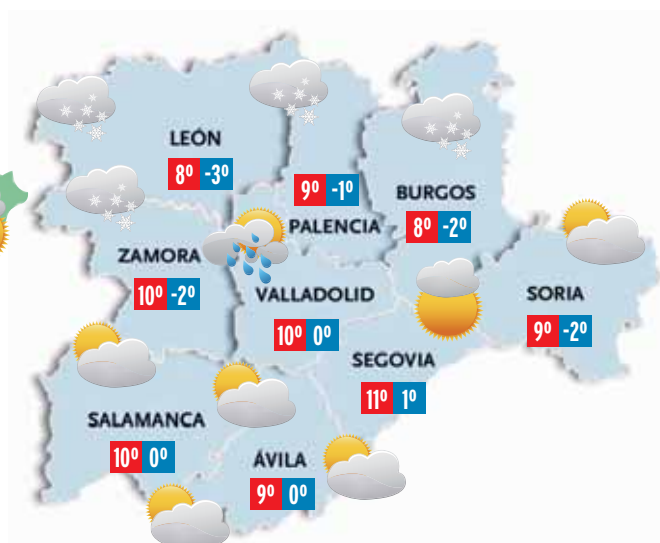 LEÓN
8º -3º
9º -1º
PALENCIA
BURGOS
8º -2º
ZAMORA
10º -2º
VALLADOLID
10º 0º
SORIA
9º -2º
SEGOVIA
11º 1º
SALAMANCA
10º 0º
ÁVILA
9º 0º